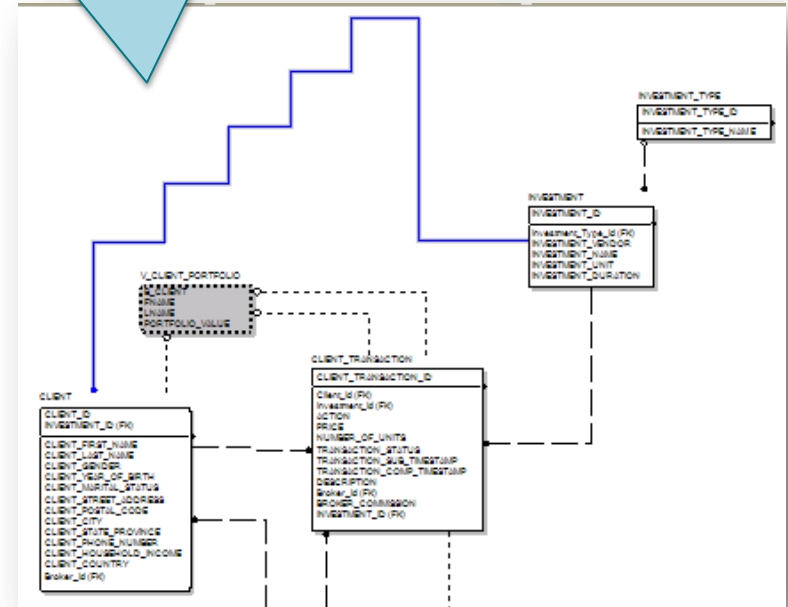 INVESTMENT_TYPE
INVESTMENT_TYPE_ID
INVESTMENT_TYPE_NAME
INVESTMENT
INVESTMENT_ID
Investment_Type_Id (FK)
INVESTMENT_VENDOR
INVESTMENT_NAME
INVESTMENT_UNIT
INVESTMENT_DURATION
V_CLIENT_PORTFOLIO
FNAME
LNAME
PORTFOLIO_VALUE
CLIENT_TRANSACTION
CLIENT_TRANSACTION_ID
Client_Id (FK)
Investment_Id (FK)
ACTION
PRICE
NUMBER_OF_UNITS
TRANSACTION_STATUS
TRANSACTION_SUB_TIMESTAMP
TRANSACTION_COMP_TIMESTAMP
DESCRIPTION
Broker_Id (FK)
BROKER_COMMISSION
INVESTMENT_ID (FK)
CLIENT
CLIENT_ID
INVESTMENT_ID (FK)
CLIENT_FIRST_NAME
CLIENT_LAST_NAME
CLIENT_GENDER
CLIENT_YEAR_OF_BIRTH
CLIENT_MARITAL_STATUS
CLIENT_STREET_ADDRESS
CLIENT_POSTAL_CODE
CLIENT_CITY
CLIENT_STATE_PROVINCE
CLIENT_PHONE_NUMBER
CLIENT_HOUSEHOLD_INCOME
CLIENT_COUNTRY
Broker_Id (FK)